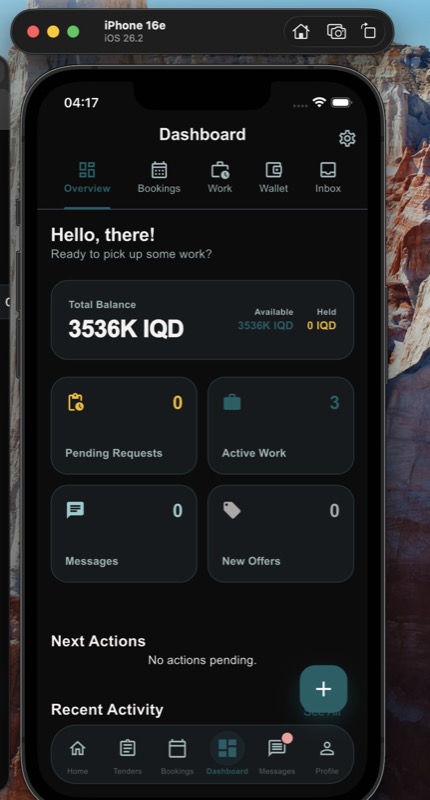 iPhone 16e
iOS 26.2
04:17
Dashboard
Overview
Bookings
Work
Wallet
Inbox
Hello, there!
Ready to pick up some work?
Total Balance
3536K IQD
Available
3536K IQD
Held
0 IQD
0
Pending Requests
3
Active Work
0
Messages
0
New Offers
Next Actions
No actions pending.
Recent Activity
See All
Home
Tenders
Bookings
Dashboard
Messages
Profile